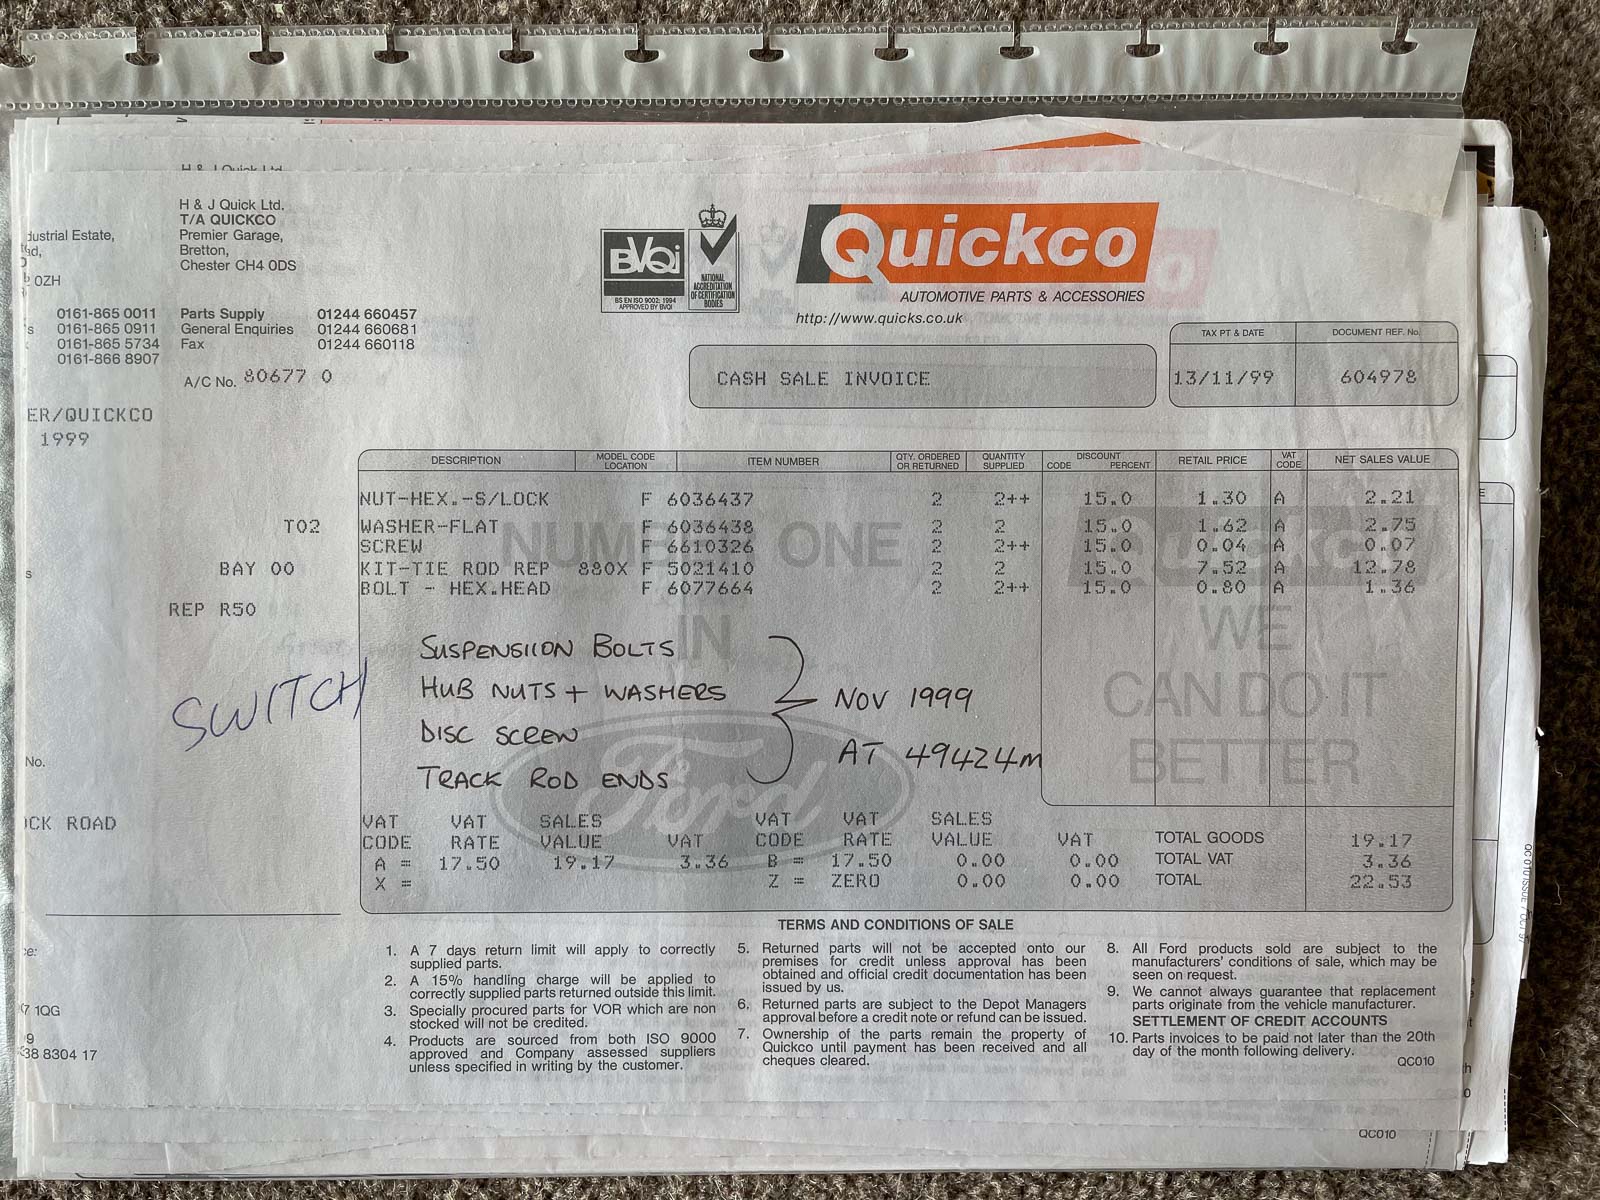 H & J Quick Ltd.
T/A QUICKCO
Premier Garage,
Bretton,
Chester CH4 0DS
dustrial Estate,
0ZH
0161-865 0011
0161-865 0911
0161-865 5734
0161-866 8907
Parts Supply 01244 660457
General Enquiries 01244 660681
Fax 01244 660118
A/C No. 80677 0
ER/QUICKCO
1999
BVQi
BS EN ISO 9002: 1994
APPROVED BY BVQI
NATIONAL
ACCREDITATION
OF CERTIFICATION
BODIES
Quickco
AUTOMOTIVE PARTS & ACCESSORIES
http://www.quicks.co.uk
CASH SALE INVOICE
TAX PT & DATE DOCUMENT REF. No.
13/11/99 604978
DESCRIPTION MODEL CODE LOCATION ITEM NUMBER QTY. ORDERED OR RETURNED QUANTITY SUPPLIED DISCOUNT CODE PERCENT RETAIL PRICE VAT CODE NET SALES VALUE
NUT-HEX.-S/LOCK F 6036437 2 2++ 15.0 1.30 A 2.21
T02 WASHER-FLAT F 6036438 2 2 15.0 1.62 A 2.75
SCREW F 6610326 2 2++ 15.0 0.04 A 0.07
BAY 00 KIT-TIE ROD REP 880X F 5021410 2 2 15.0 7.52 A 12.78
BOLT - HEX.HEAD F 6077664 2 2++ 15.0 0.80 A 1.36
REP R50
NUMBER ONE
IN
Ford
WE
CAN DO IT
BETTER
SWITCH
SUSPENSIION BOLTS
HUB NUTS + WASHERS
DISC SCREW
TRACK ROD ENDS
NOV 1999
AT 49424m
No.
OCK ROAD
VAT VAT SALES VAT VAT SALES
CODE RATE VALUE VAT CODE RATE VALUE VAT TOTAL GOODS 19.17
A = 17.50 19.17 3.36 B = 17.50 0.00 0.00 TOTAL VAT 3.36
X = Z = ZERO 0.00 0.00 TOTAL 22.53
TERMS AND CONDITIONS OF SALE
1. A 7 days return limit will apply to correctly
supplied parts.
2. A 15% handling charge will be applied to
correctly supplied parts returned outside this limit.
3. Specially procured parts for VOR which are non
stocked will not be credited.
4. Products are sourced from both ISO 9000
approved and Company assessed suppliers
unless specified in writing by the customer.
5. Returned parts will not be accepted onto our
premises for credit unless approval has been
obtained and official credit documentation has been
issued by us.
6. Returned parts are subject to the Depot Managers
approval before a credit note or refund can be issued.
7. Ownership of the parts remain the property of
Quickco until payment has been received and all
cheques cleared.
8. All Ford products sold are subject to the
manufacturers' conditions of sale, which may be
seen on request.
9. We cannot always guarantee that replacement
parts originate from the vehicle manufacturer.
SETTLEMENT OF CREDIT ACCOUNTS
10. Parts invoices to be paid not later than the 20th
day of the month following delivery.
QC010
1QG
8304 17
QC010